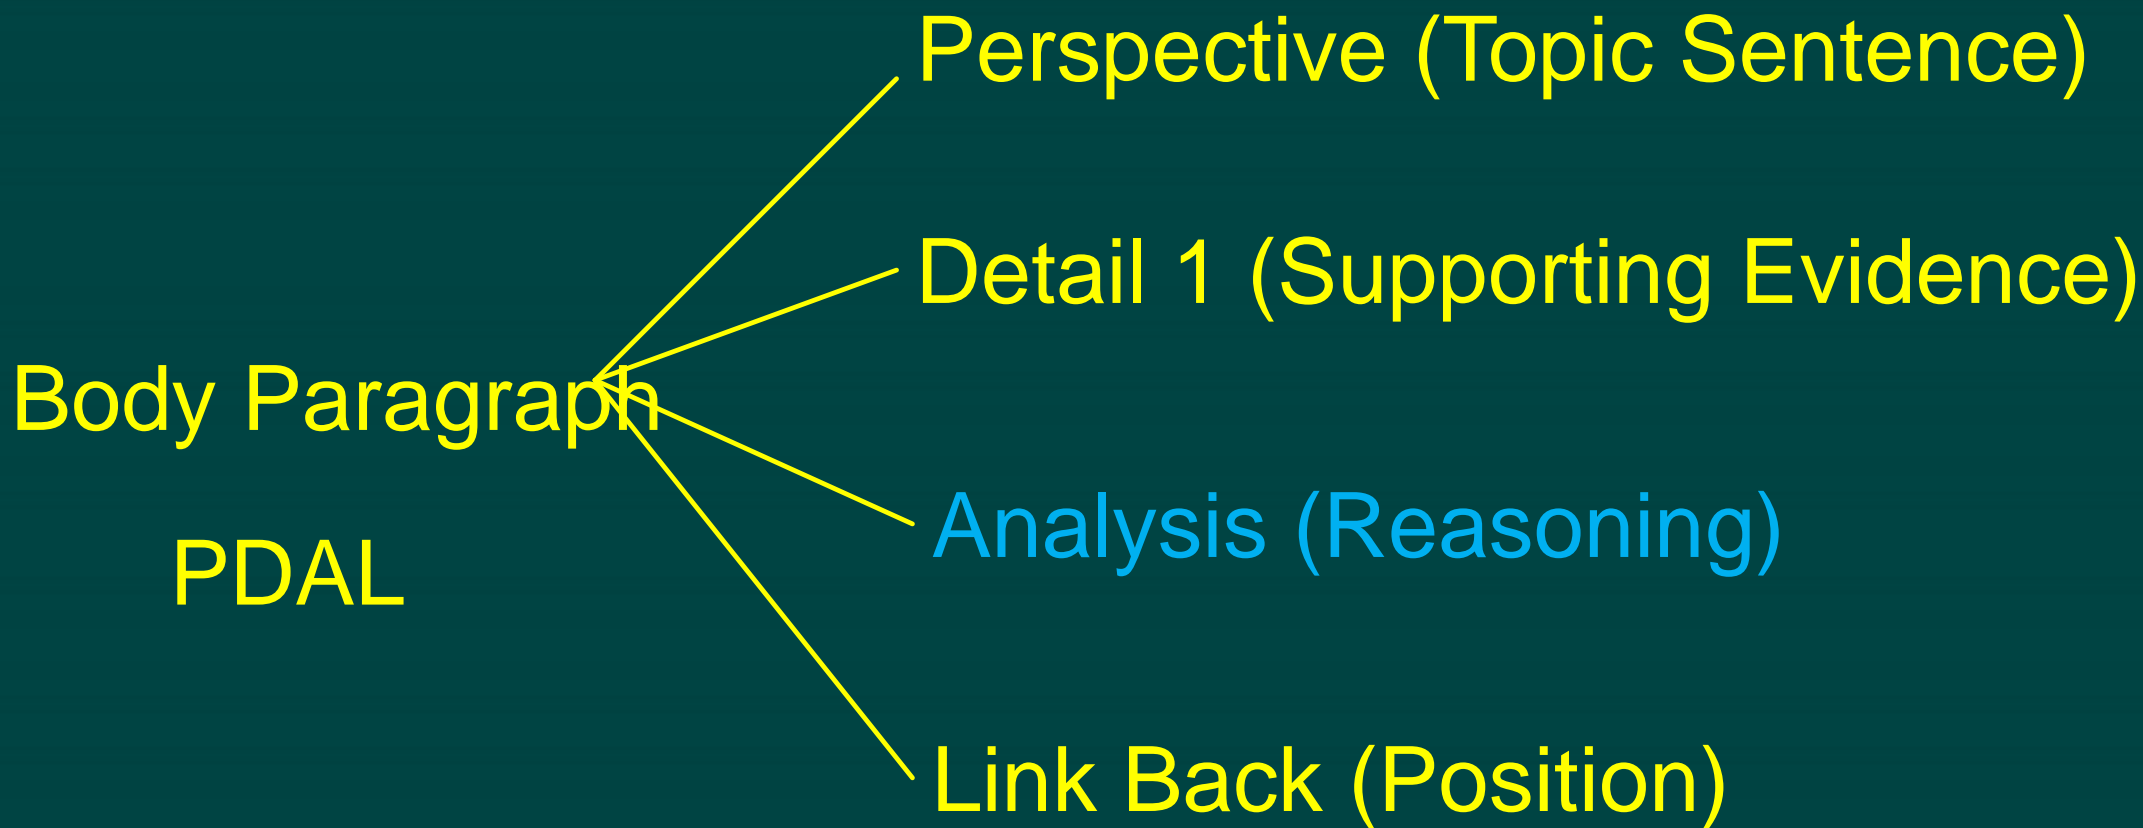 Perspective (Topic Sentence)
Detail 1 (Supporting Evidence)
Body Paragraph
Analysis (Reasoning)
PDAL
Link Back (Position)